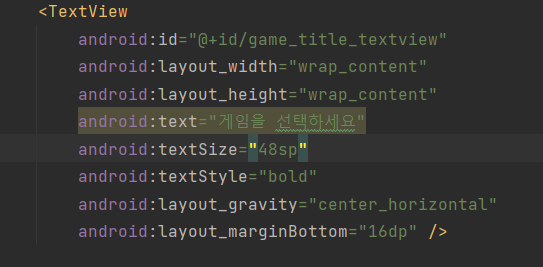 <TextView
android:id="@+id/game_title_textview"
android:layout_width="wrap_content"
android:layout_height="wrap_content"
android:text="게임을 선택하세요"
android:textSize="48sp"
android:textStyle="bold"
android:layout_gravity="center_horizontal"
android:layout_marginBottom="16dp" />